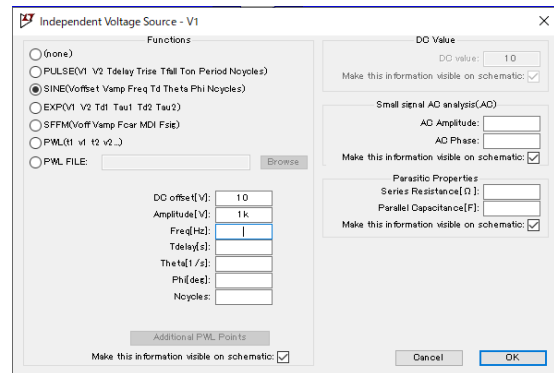 Independent Voltage Source - V1
Functions
(none)
PULSE(V1 V2 Tdelay Trise Tfall Ton Period Ncycles)
SINE(Voffset Vamp Freq Td Theta Phi Ncycles)
EXP(V1 V2 Td1 Tau1 Td2 Tau2)
SFFM(Voff Vamp Fcar MDI Fsig)
PWL(t1 v1 t2 v2...)
PWL FILE:
Browse
DC offset[V]: 10
Amplitude[V]: 1k
Freq[Hz]:
Tdelay[s]:
Theta[1/s]:
Phi[deg]:
Ncycles:
Additional PWL Points
Make this information visible on schematic:
DC Value
DC value: 10
Make this information visible on schematic:
Small signal AC analysis(.AC)
AC Amplitude:
AC Phase:
Make this information visible on schematic:
Parasitic Properties
Series Resistance[Ω]:
Parallel Capacitance[F]:
Make this information visible on schematic:
Cancel
OK